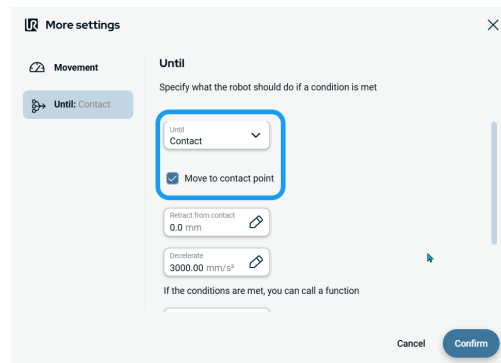 UR More settings
Movement
Until: Contact
Until
Specify what the robot should do if a condition is met
Until
Contact
Move to contact point
Retract from contact
0.0 mm
Decelerate
3000.00 mm/s²
If the conditions are met, you can call a function
Cancel
Confirm